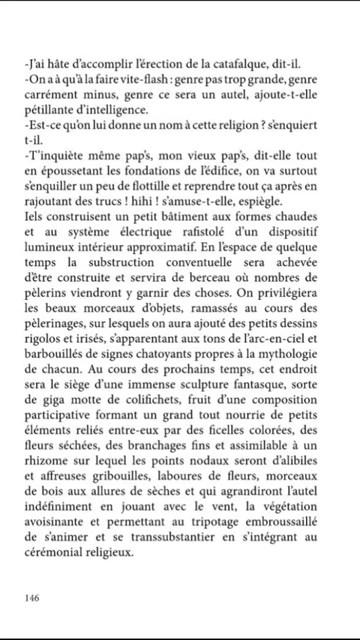 -J'ai hâte d'accomplir l'érection de la catafalque, dit-il.
-On a à qu'à la faire vite-flash : genre pas trop grande, genre
carrément minus, genre ce sera un autel, ajoute-t-elle
pétillante d'intelligence.
-Est-ce qu'on lui donne un nom à cette religion ? s'enquiert
t-il.
-T'inquiète même pap's, mon vieux pap's, dit-elle tout
en époussetant les fondations de l'édifice, on va surtout
s'enquiller un peu de flottille et reprendre tout ça après en
rajoutant des trucs ! hihi ! s'amuse-t-elle, espiègle.
Iels construisent un petit bâtiment aux formes chaudes
et au système électrique rafistolé d'un dispositif
lumineux intérieur approximatif. En l'espace de quelque
temps la substruction conventuelle sera achevée
d'être construite et servira de berceau où nombres de
pèlerins viendront y garnir des choses. On privilégiera
les beaux morceaux d'objets, ramassés au cours des
pèlerinages, sur lesquels on aura ajouté des petits dessins
rigolos et irisés, s'apparentant aux tons de l'arc-en-ciel et
barbouillés de signes chatoyants propres à la mythologie
de chacun. Au cours des prochains temps, cet endroit
sera le siège d'une immense sculpture fantasque, sorte
de giga motte de colifichets, fruit d'une composition
participative formant un grand tout nourrie de petits
éléments reliés entre-eux par des ficelles colorées, des
fleurs séchées, des branchages fins et assimilable à un
rhizome sur lequel les points nodaux seront d'alibiles
et affreuses gribouilles, laboures de fleurs, morceaux
de bois aux allures de sèches et qui agrandiront l'autel
indéfiniment en jouant avec le vent, la végétation
avoisinante et permettant au tripotage embroussaillé
de s'animer et se transsubstantier en s'intégrant au
cérémonial religieux.
146